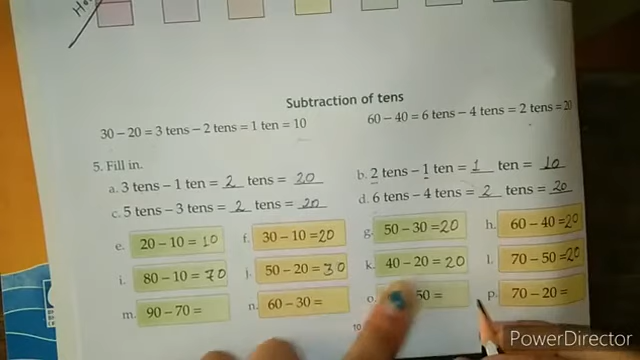 Subtraction of tens
30 – 20 = 3 tens – 2 tens = 1 ten = 10
60 – 40 = 6 tens – 4 tens = 2 tens = 20
5. Fill in.
a. 3 tens – 1 ten = 2 tens = 20
b. 2 tens – 1 ten = 1 ten = 10
c. 5 tens – 3 tens = 2 tens = 20
d. 6 tens – 4 tens = 2 tens = 20
e. 20 – 10 = 10
f. 30 – 10 = 20
g. 50 – 30 = 20
h. 60 – 40 = 20
i. 80 – 10 = 70
j. 50 – 20 = 30
k. 40 – 20 = 20
l. 70 – 50 = 20
m. 90 – 70 =
n. 60 – 30 =
o. 50 =
p. 70 – 20 =
10
PowerDirector